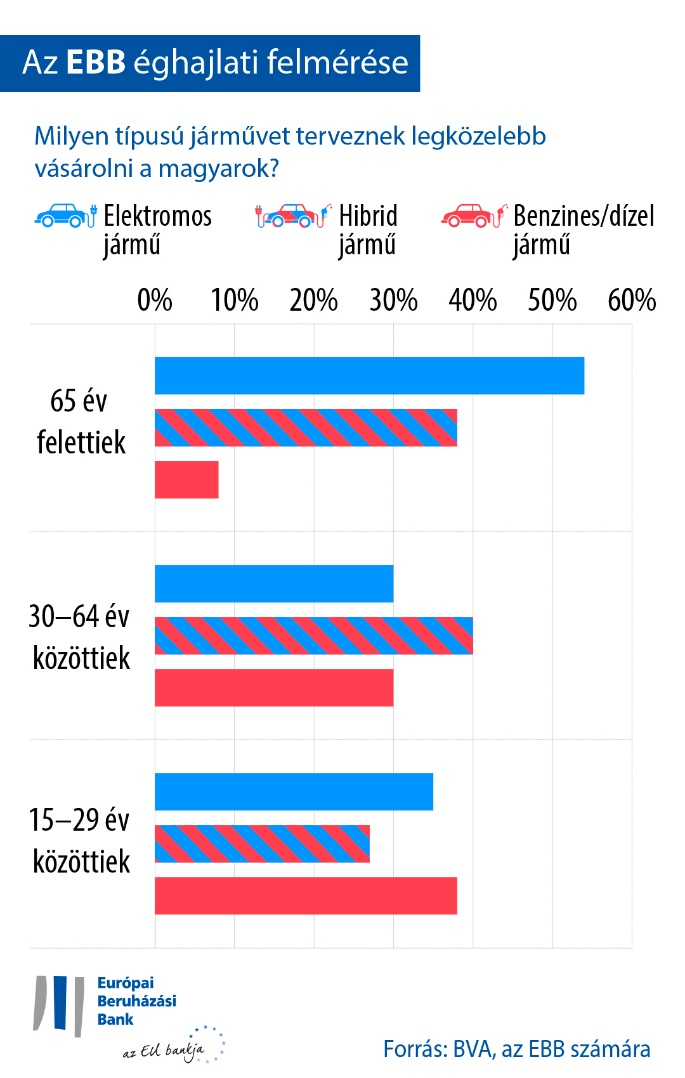 Az EBB éghajlati felmérése
Milyen típusú járművet terveznek legközelebb
vásárolni a magyarok?
Elektromos
jármű
Hibrid
jármű
Benzines/dízel
jármű
0% 10% 20% 30% 40% 50% 60%
65 év
felettiek
30–64 év
közöttiek
15–29 év
közöttiek
Európai
Beruházási
Bank
az EU bankja
Forrás: BVA, az EBB számára